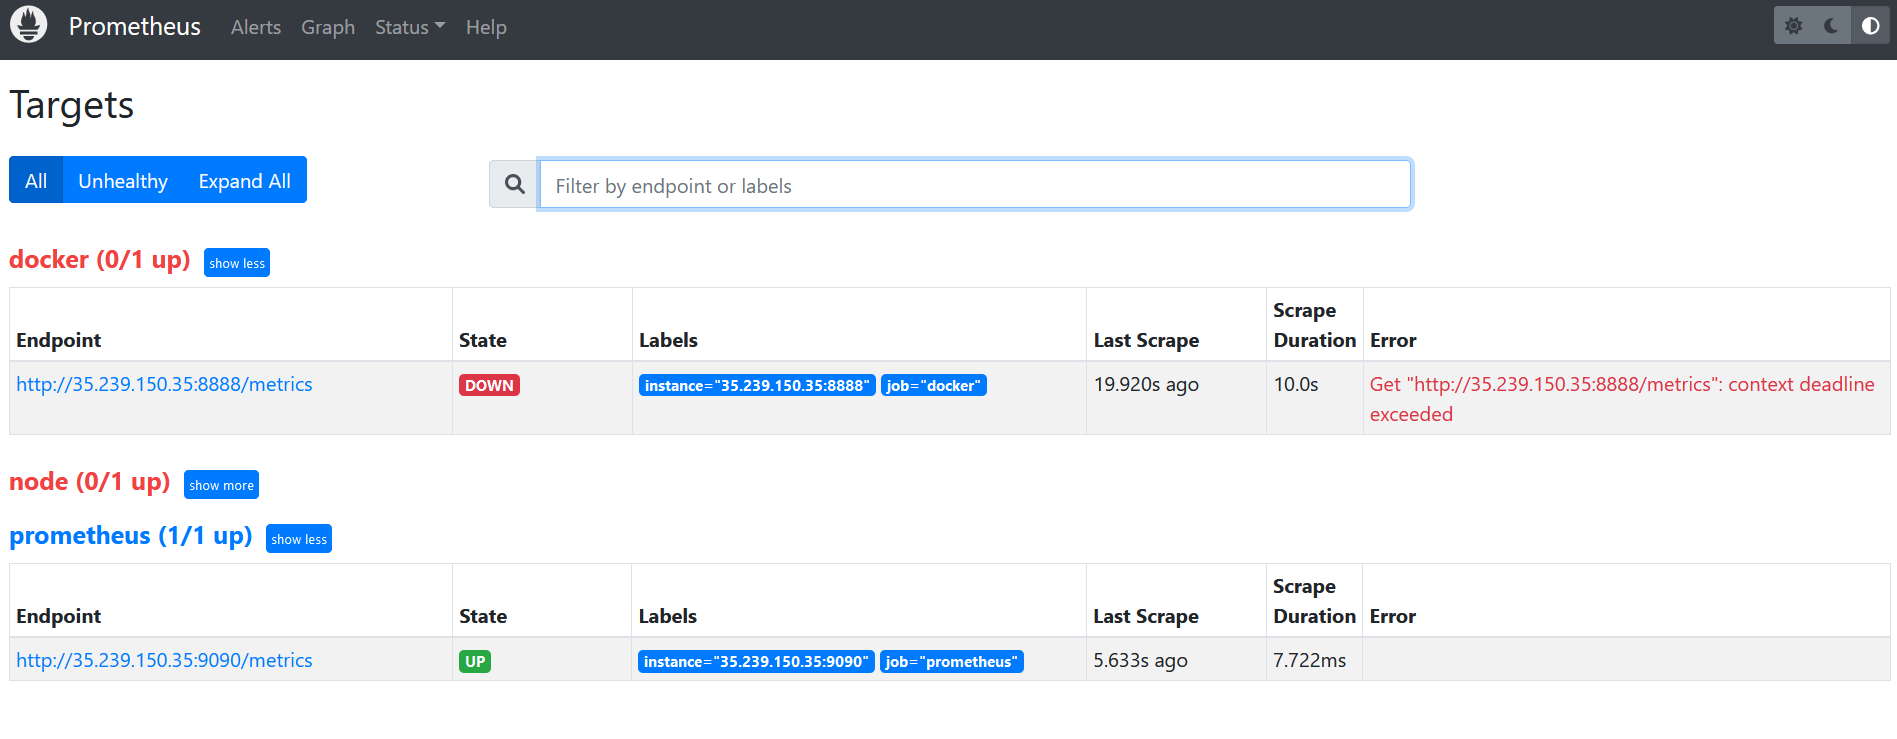 Prometheus Alerts Graph Status Help
Targets
All Unhealthy Expand All
Filter by endpoint or labels
docker (0/1 up) show less
Endpoint State Labels Last Scrape Scrape Duration Error
http://35.239.150.35:8888/metrics DOWN instance="35.239.150.35:8888" job="docker" 19.920s ago 10.0s Get "http://35.239.150.35:8888/metrics": context deadline
exceeded
node (0/1 up) show more
prometheus (1/1 up) show less
Endpoint State Labels Last Scrape Scrape Duration Error
http://35.239.150.35:9090/metrics UP instance="35.239.150.35:9090" job="prometheus" 5.633s ago 7.722ms